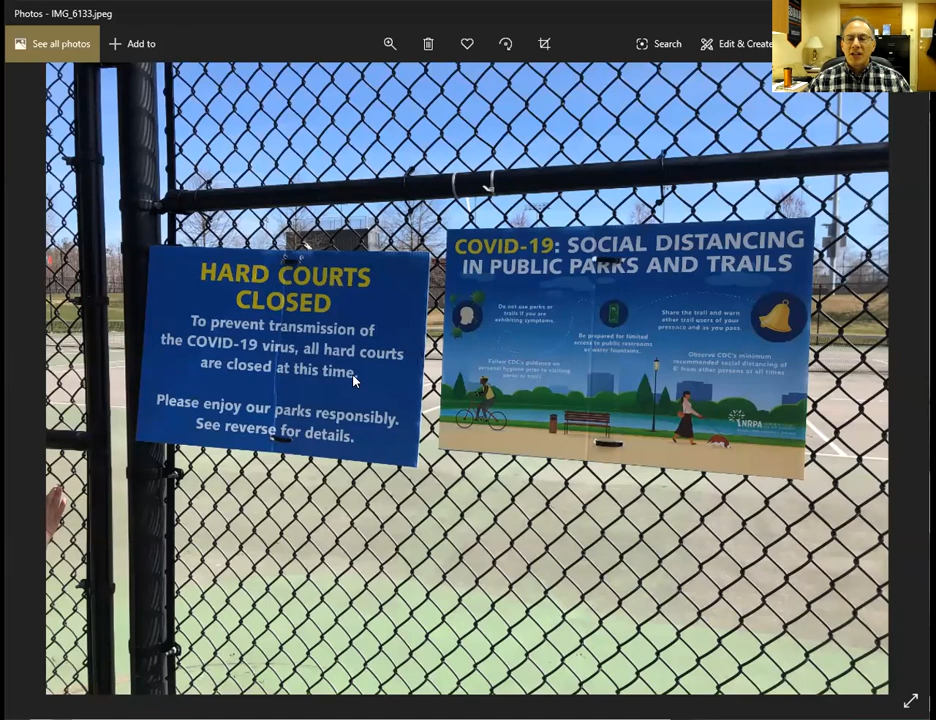 Photos - IMG_6133.jpeg
See all photos
Add to
Search
Edit & Create
HARD COURTS
CLOSED
To prevent transmission of
the COVID-19 virus, all hard courts
are closed at this time.
Please enjoy our parks responsibly.
See reverse for details.
COVID-19: SOCIAL DISTANCING
IN PUBLIC PARKS AND TRAILS
Do not use parks or
trails if you are
exhibiting symptoms.
Be prepared for limited
access to public restrooms
or water fountains.
Share the trail and warn
other trail users of your
presence and as you pass.
Follow CDC's guidance on
personal hygiene prior to visiting
parks or trails.
Observe CDC's minimum
recommended social distancing of
6' from other persons at all times
NRPA